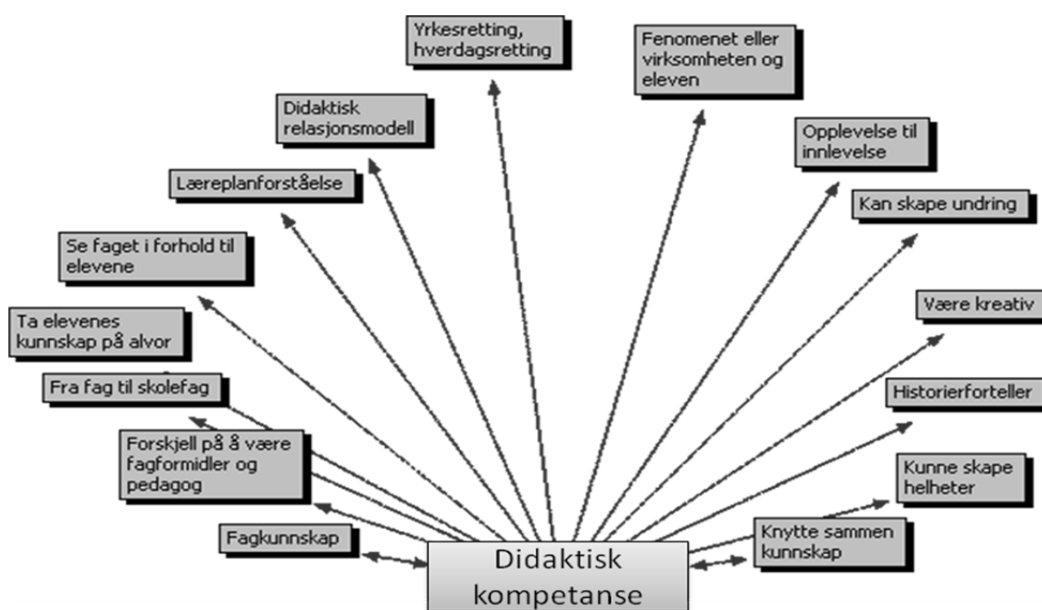 Yrkesretting,
hverdagsretting
Fenomenet eller
virksomheten og
eleven
Didaktisk
relasjonsmodell
Opplevelse til
innlevelse
Læreplanforståelse
Kan skape undring
Se faget i forhold til
elevene
Være kreativ
Ta elevenes
kunnskap på alvor
Fra fag til skolefag
Historierforteller
Forskjell på å være
fagformidler og
pedagog
Kunne skape
helheter
Fagkunnskap
Knytte sammen
kunnskap
Didaktisk
kompetanse